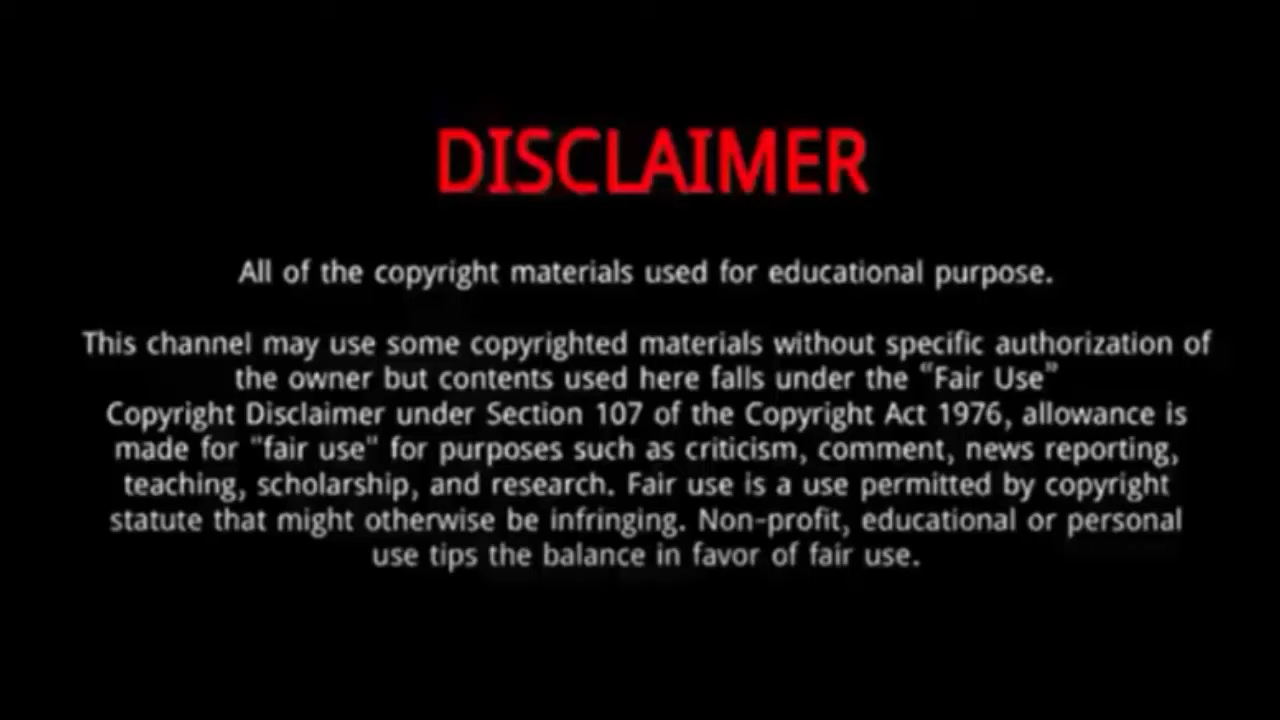 DISCLAIMER
All of the copyright materials used for educational purpose.
This channel may use some copyrighted materials without specific authorization of
the owner but contents used here falls under the “Fair Use”
Copyright Disclaimer under Section 107 of the Copyright Act 1976, allowance is
made for "fair use" for purposes such as criticism, comment, news reporting,
teaching, scholarship, and research. Fair use is a use permitted by copyright
statute that might otherwise be infringing. Non-profit, educational or personal
use tips the balance in favor of fair use.